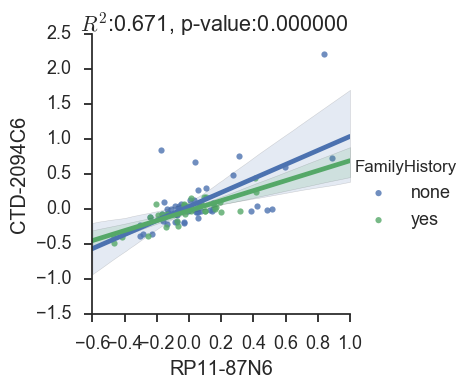 R²:0.671, p-value:0.000000
2.5
2.0
1.5
1.0
0.5
0.0
−0.5
−1.0
−1.5
CTD-2094C6
FamilyHistory
none
yes
−0.6 −0.4 −0.2 0.0 0.2 0.4 0.6 0.8 1.0
RP11-87N6